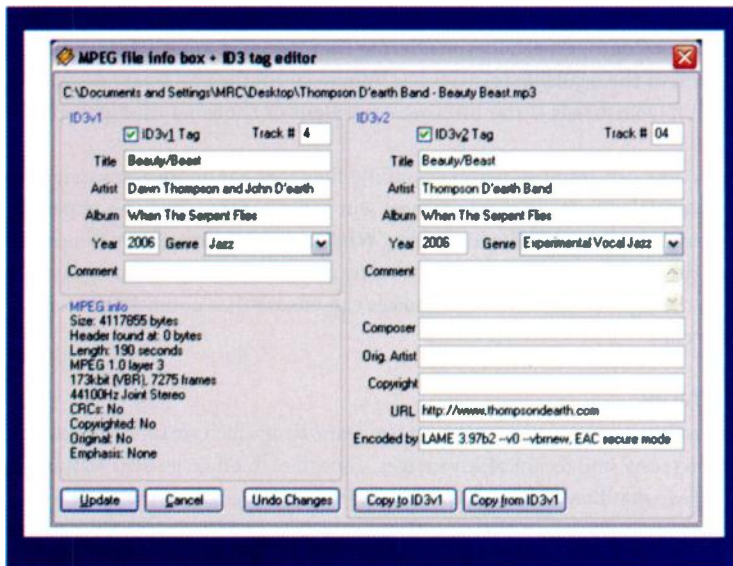 MPEG file info box + ID3 tag editor
C:\Documents and Settings\MRC\Desktop\Thompson D'earth Band - Beauty Beast.mp3
ID3v1
ID3v1 Tag Track # 4
Title Beauty/Beast
Artist Dawn Thompson and John D'earth
Album When The Serpent Flies
Year 2006 Genre Jazz
Comment
MPEG info
Size: 4117855 bytes
Header found at: 0 bytes
Length: 190 seconds
MPEG 1.0 layer 3
173kbit (VBR), 7275 frames
44100Hz Joint Stereo
CRCs: No
Copyrighted: No
Original: No
Emphasis: None
Update Cancel Undo Changes
ID3v2
ID3v2 Tag Track # 04
Title Beauty/Beast
Artist Thompson D'earth Band
Album When The Serpent Flies
Year 2006 Genre Experimental Vocal Jazz
Comment
Composer
Orig. Artist
Copyright
URL http://www.thompsondearth.com
Encoded by LAME 3.97b2 --v0 --vbrnew, EAC secure mode
Copy to ID3v1 Copy from ID3v1